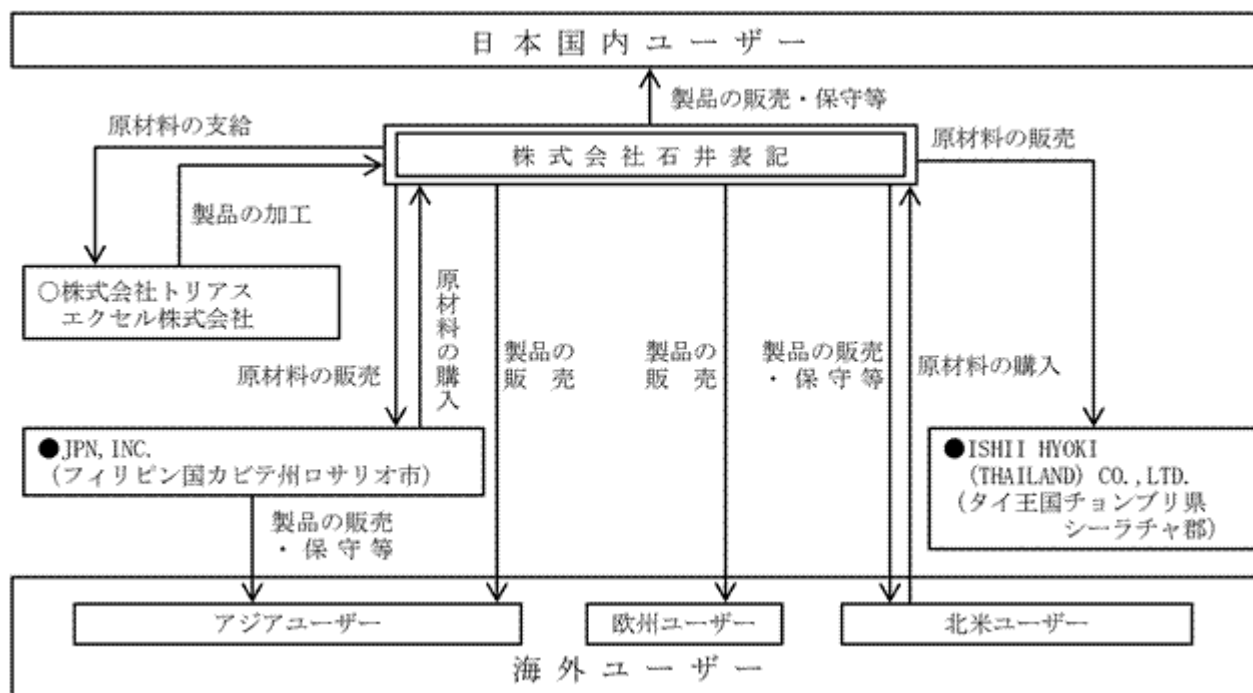 日本国内ユーザー
製品の販売・保守等
原材料の支給
株式会社石井表記
原材料の販売
製品の加工
○株式会社トリアス
エクセル株式会社
原材料の販売
原材料の購入
製品の
販売
製品の
販売
製品の販売
・保守等
原材料の購入
●JPN, INC.
(フィリピン国カビテ州ロサリオ市)
●ISHII HYOKI
(THAILAND) CO.,LTD.
(タイ王国チョンブリ県
シーラチャ郡)
製品の販売
・保守等
アジアユーザー
欧州ユーザー
北米ユーザー
海外ユーザー